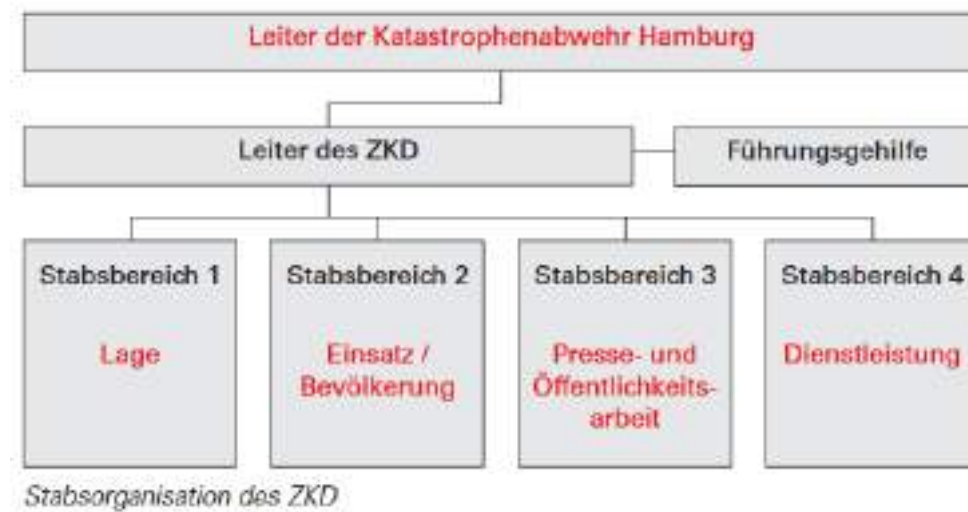 Leiter der Katastrophenabwehr Hamburg
Leiter des ZKD
Führungsgehilfe
Stabsbereich 1
Lage
Stabsbereich 2
Einsatz /
Bevölkerung
Stabsbereich 3
Presse- und
Öffentlichkeits-
arbeit
Stabsbereich 4
Dienstleistung
Stabsorganisation des ZKD